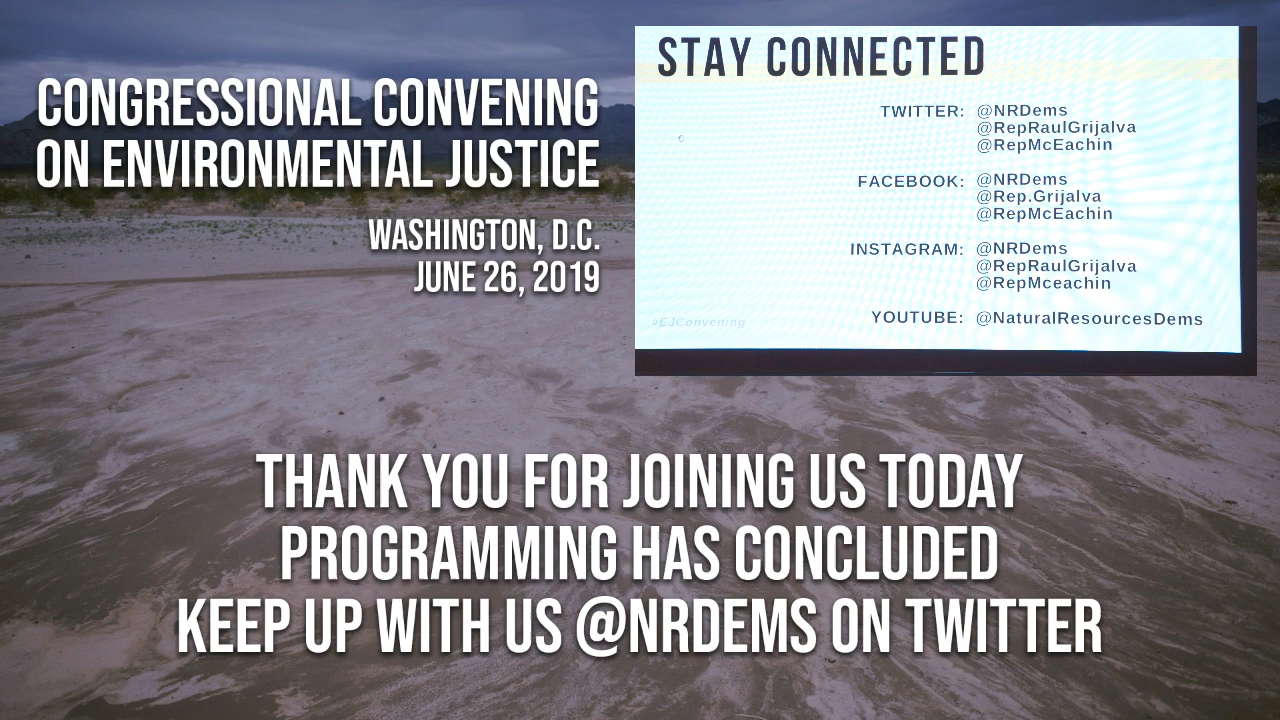 CONGRESSIONAL CONVENING
ON ENVIRONMENTAL JUSTICE
WASHINGTON, D.C.
JUNE 26, 2019
STAY CONNECTED
TWITTER: @NRDems
@RepRaulGrijalva
@RepMcEachin
FACEBOOK: @NRDems
@Rep.Grijalva
@RepMcEachin
INSTAGRAM: @NRDems
@RepRaulGrijalva
@RepMceachin
YOUTUBE: @NaturalResourcesDems
#EJConvening
THANK YOU FOR JOINING US TODAY
PROGRAMMING HAS CONCLUDED
KEEP UP WITH US @NRDEMS ON TWITTER